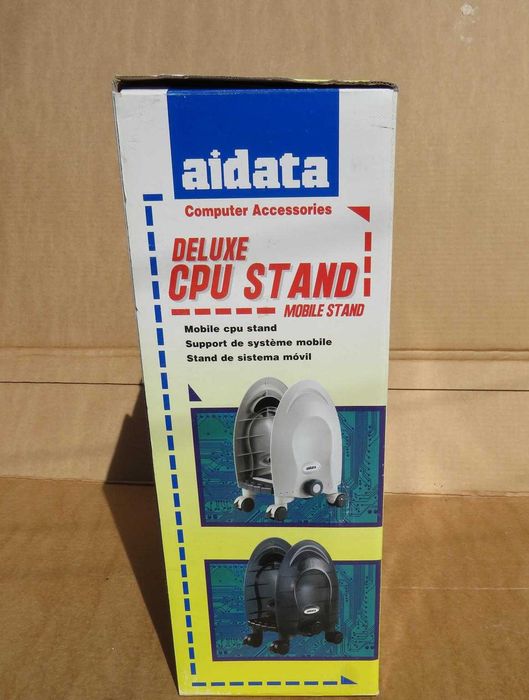 aidata
Computer Accessories
DELUXE
CPU STAND
MOBILE STAND
Mobile cpu stand
Support de système mobile
Stand de sistema móvil
aidata
aidata